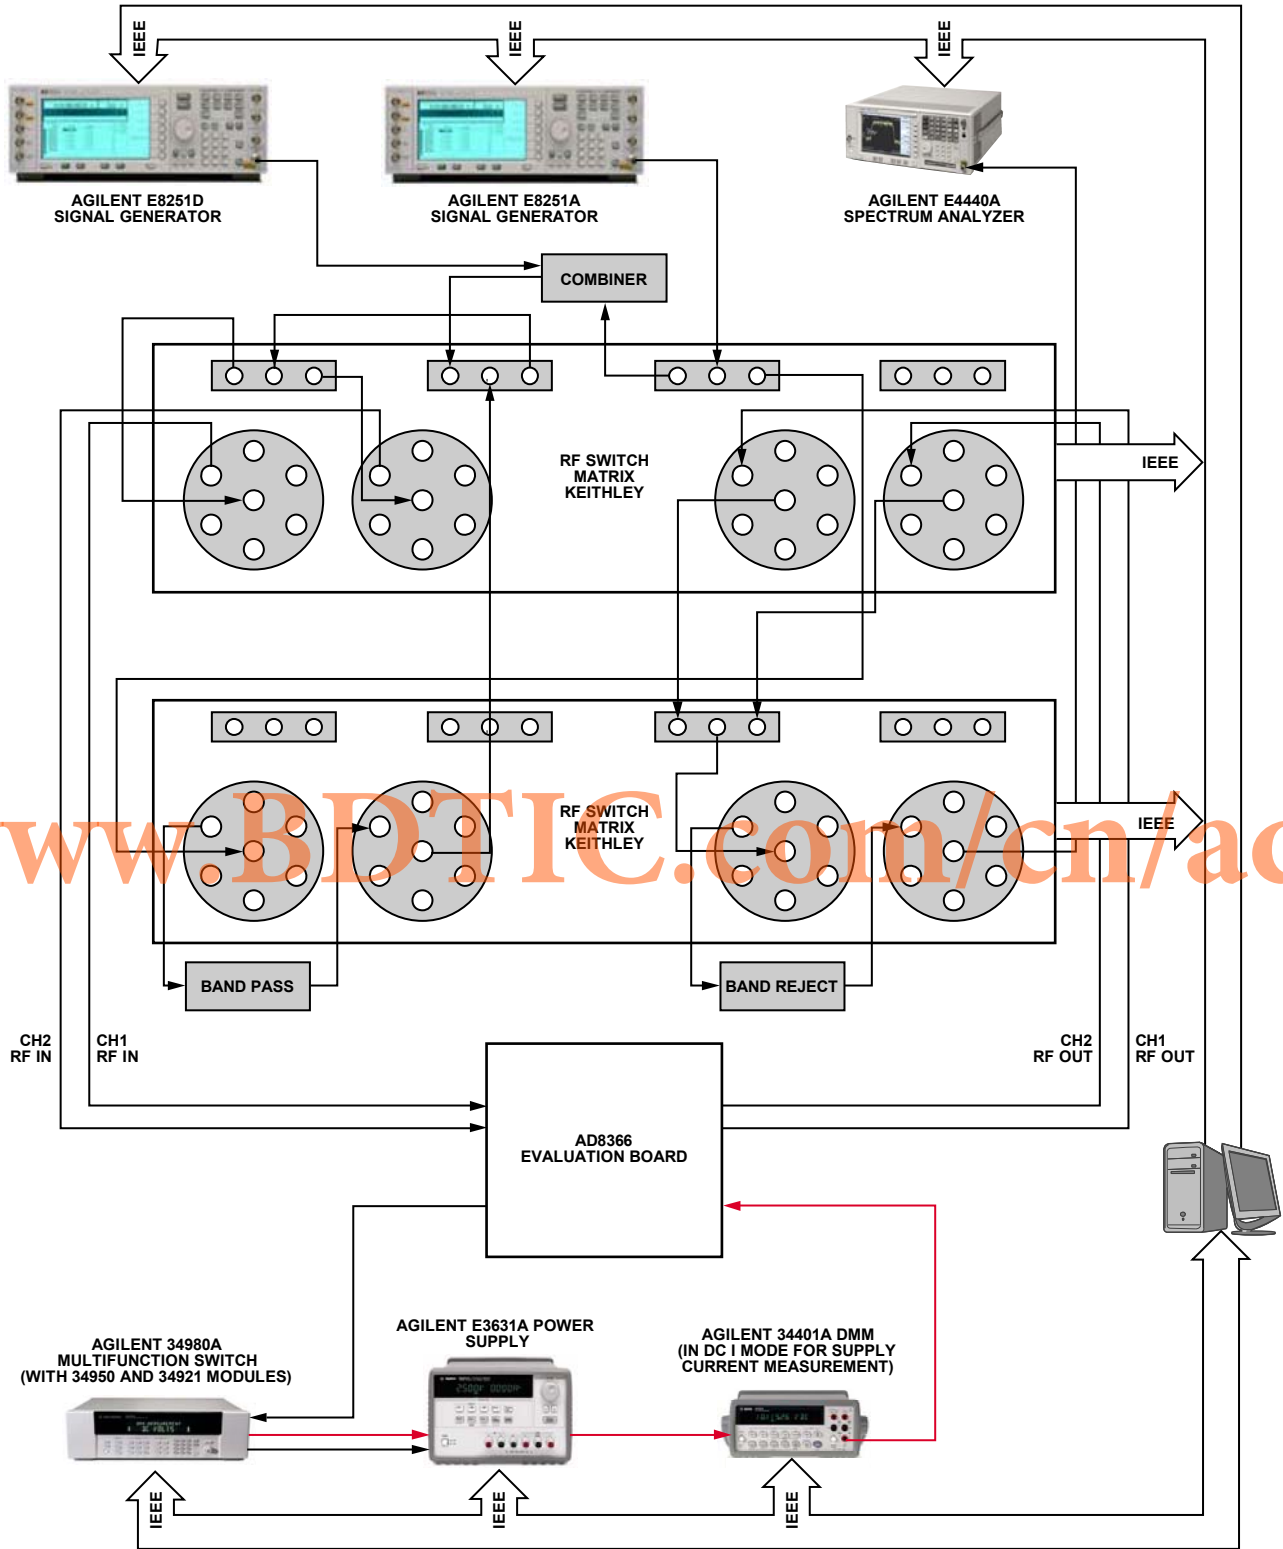 IEEE
IEEE
IEEE
AGILENT E8251D
SIGNAL GENERATOR
AGILENT E8251A
SIGNAL GENERATOR
AGILENT E4440A
SPECTRUM ANALYZER
COMBINER
RF SWITCH
MATRIX
KEITHLEY
IEEE
RF SWITCH
MATRIX
KEITHLEY
IEEE
ww.BDTIC.com/cn/ad
BAND PASS
BAND REJECT
CH2
RF IN
CH1
RF IN
CH2
RF OUT
CH1
RF OUT
AD8366
EVALUATION BOARD
AGILENT 34980A
MULTIFUNCTION SWITCH
(WITH 34950 AND 34921 MODULES)
AGILENT E3631A POWER
SUPPLY
AGILENT 34401A DMM
(IN DC I MODE FOR SUPPLY
CURRENT MEASUREMENT)
IEEE
IEEE
IEEE